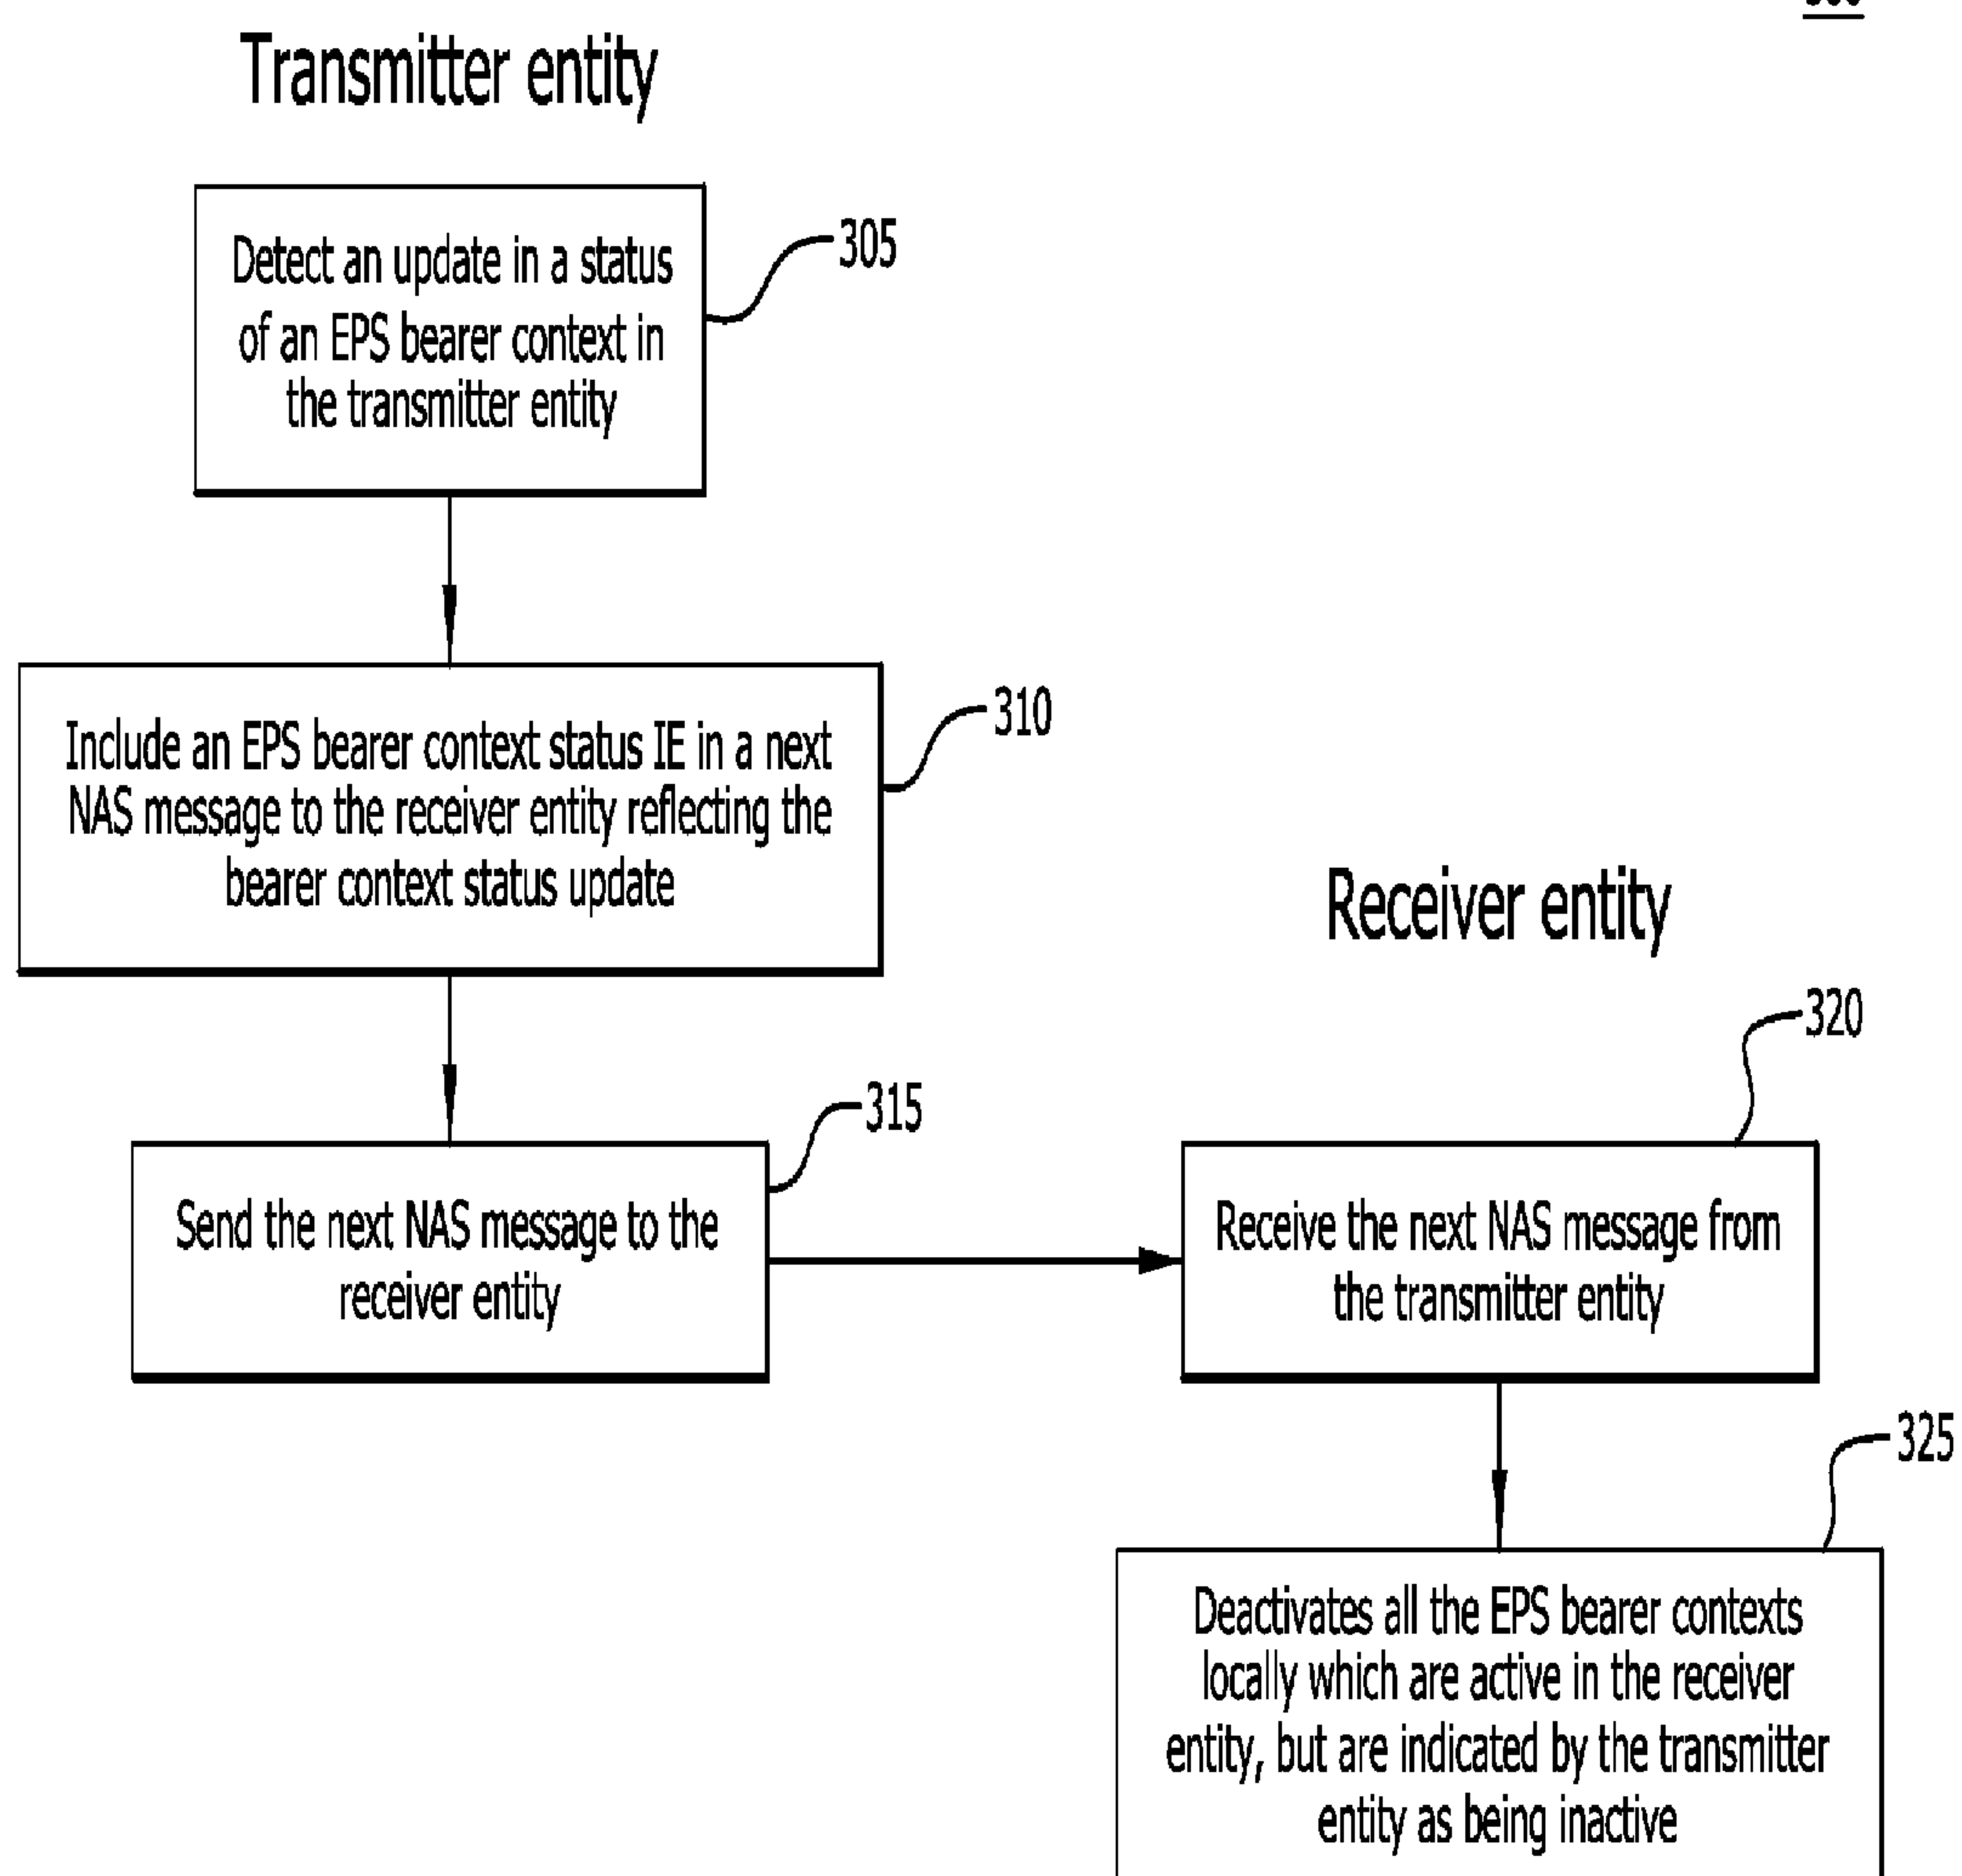 Transmitter entity
Detect an update in a status
of an EPS bearer context in
the transmitter entity
305
Include an EPS bearer context status IE in a next
NAS message to the receiver entity reflecting the
bearer context status update
310
Receiver entity
Send the next NAS message to the
receiver entity
315
Receive the next NAS message from
the transmitter entity
320
Deactivates all the EPS bearer contexts
locally which are active in the receiver
entity, but are indicated by the transmitter
entity as being inactive
325